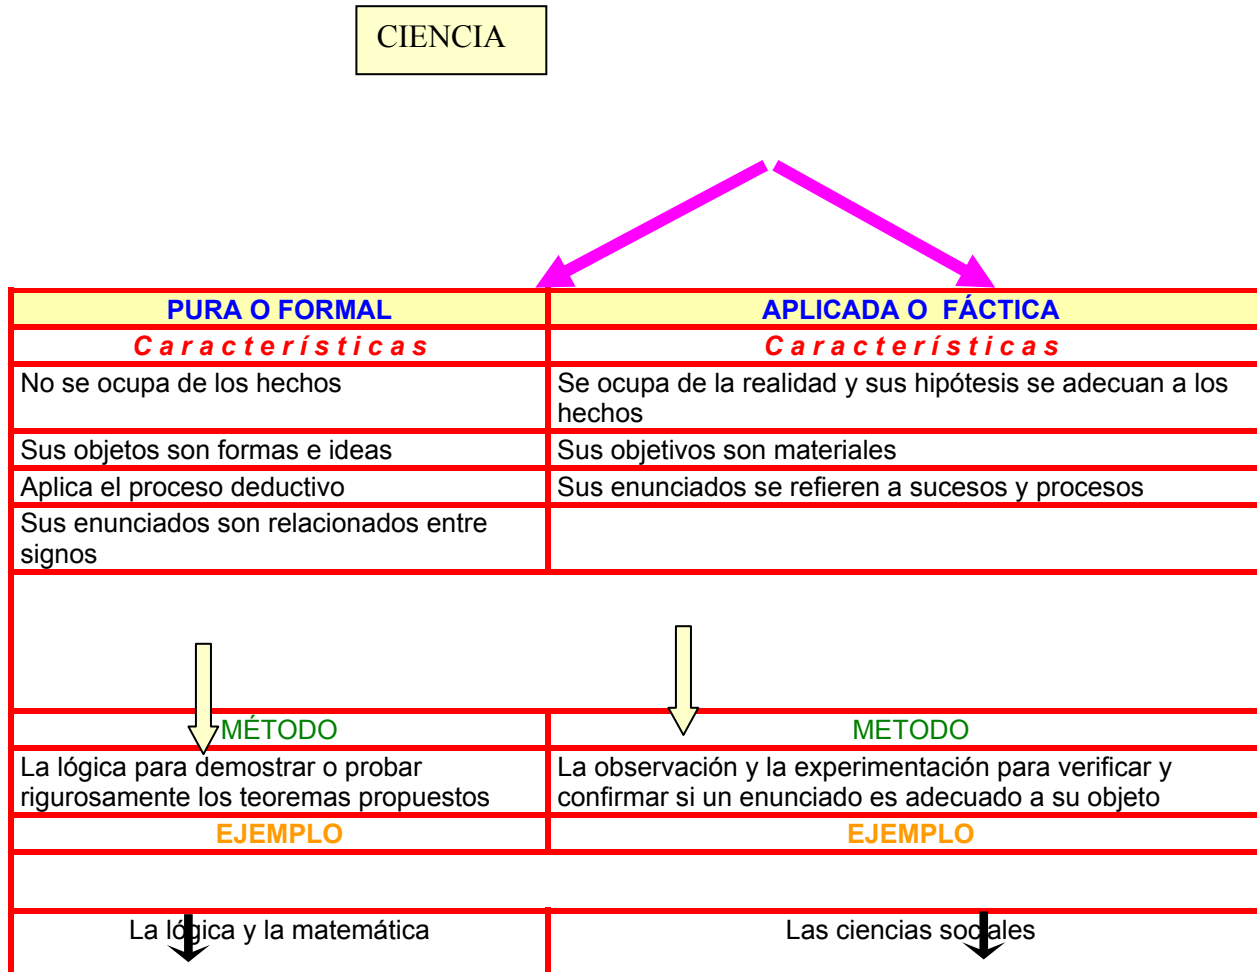 CIENCIA
PURA O FORMAL
APLICADA O FÁCTICA
Características
Características
No se ocupa de los hechos
Se ocupa de la realidad y sus hipótesis se adecuan a los
hechos
Sus objetos son formas e ideas
Sus objetivos son materiales
Aplica el proceso deductivo
Sus enunciados se refieren a sucesos y procesos
Sus enunciados son relacionados entre
signos
MÉTODO
METODO
La lógica para demostrar o probar
rigurosamente los teoremas propuestos
La observación y la experimentación para verificar y
confirmar si un enunciado es adecuado a su objeto
EJEMPLO
EJEMPLO
La lógica y la matemática
Las ciencias sociales